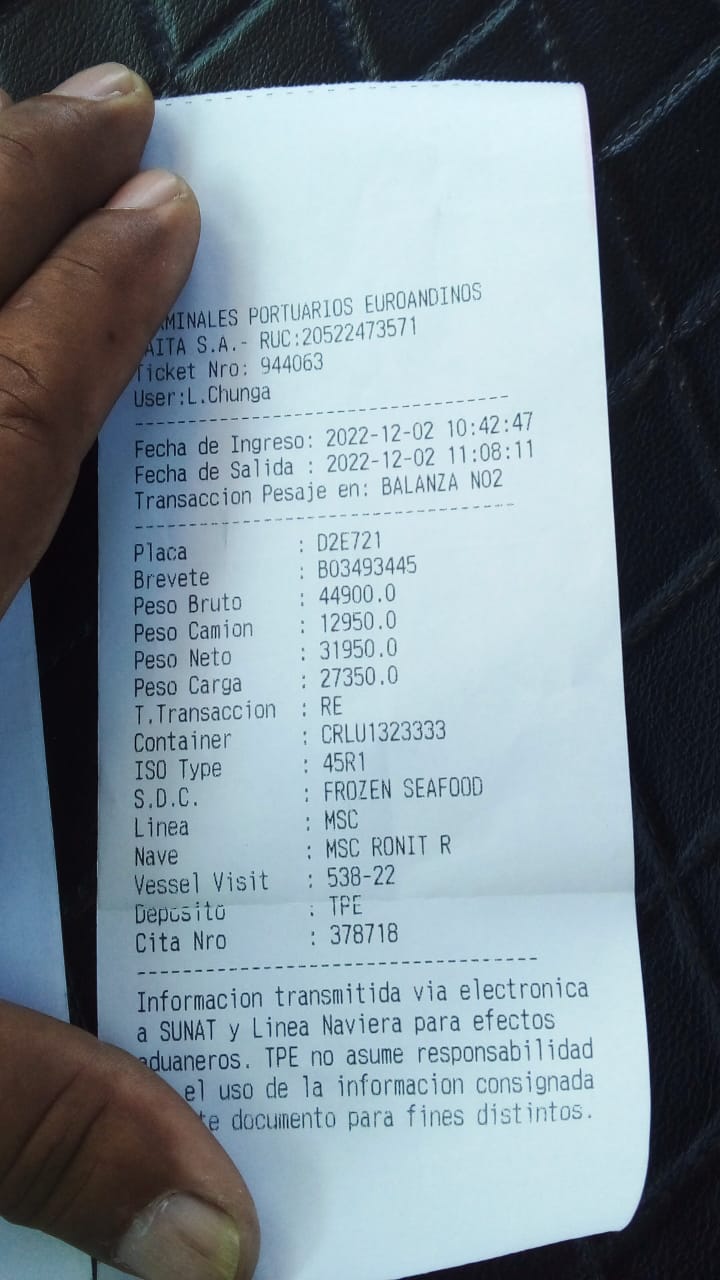 MINALES PORTUARIOS EUROANDINOS
AITA S.A.- RUC:20522473571
Ticket Nro: 944063
User:L.Chunga
--------------------------------
Fecha de Ingreso: 2022-12-02 10:42:47
Fecha de Salida : 2022-12-02 11:08:11
Transaccion Pesaje en: BALANZA NO2
--------------------------------
Placa : D2E721
Brevete : B03493445
Peso Bruto : 44900.0
Peso Camion : 12950.0
Peso Neto : 31950.0
Peso Carga : 27350.0
T.Transaccion : RE
Container : CRLU1323333
ISO Type : 45R1
S.D.C. : FROZEN SEAFOOD
Linea : MSC
Nave : MSC RONIT R
Vessel Visit : 538-22
Deposito : TPE
Cita Nro : 378718
--------------------------------
Informacion transmitida via electronica
a SUNAT y Linea Naviera para efectos
aduaneros. TPE no asume responsabilidad
el uso de la informacion consignada
te documento para fines distintos.